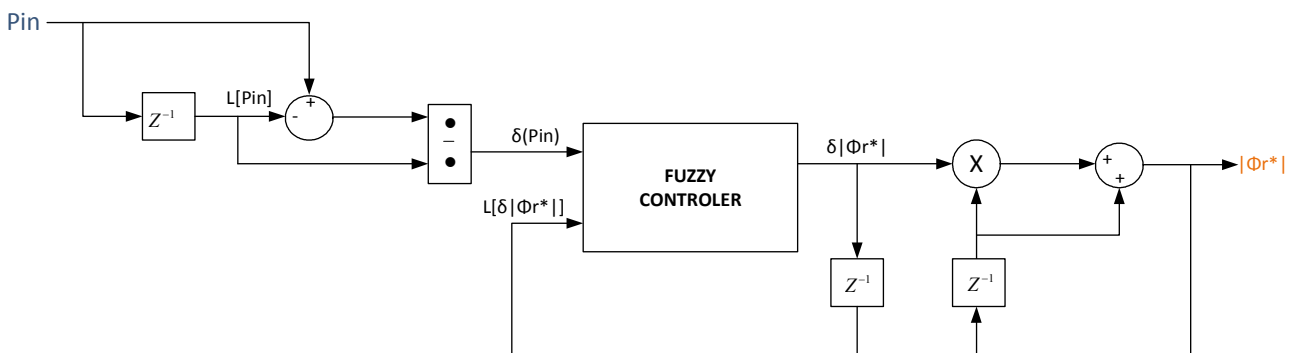 Pin
L[Pin]
Z⁻¹
-
+
•
–
•
δ(Pin)
L[δ|Φr*|]
FUZZY
CONTROLER
δ|Φr*|
X
+
+
|Φr*|
Z⁻¹
Z⁻¹